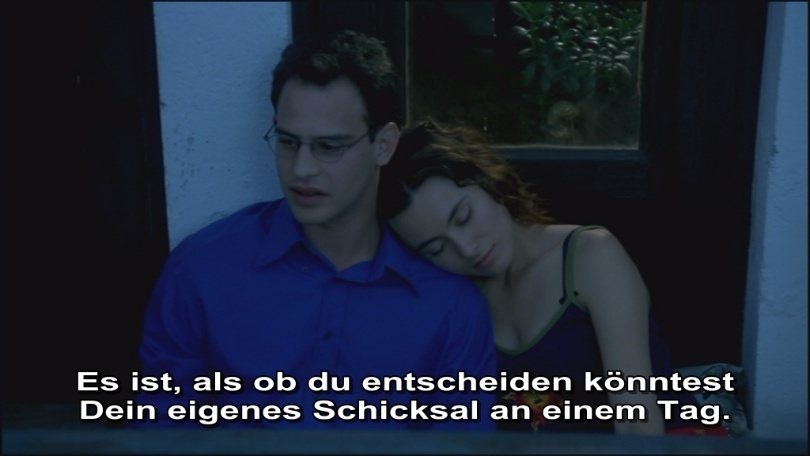 Es ist, als ob du entscheiden könntest
Dein eigenes Schicksal an einem Tag.